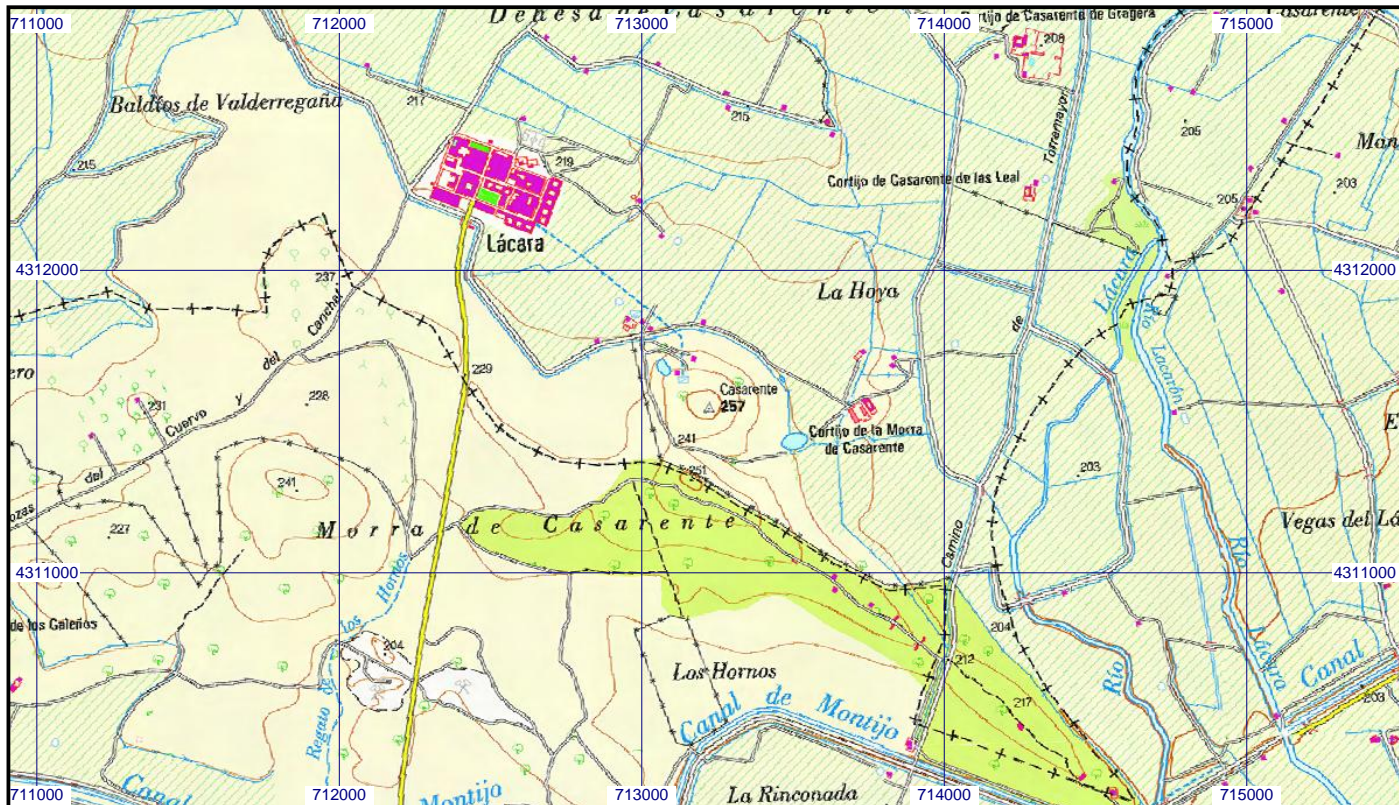 711000
712000
713000
714000
715000
Cortijo de Casarente de Gragera
208
Baldíos de Valderregaña
217
215
205
Torremayor
215
219
Cortijo de Casarente de las Leal
203
205
Lácara
4312000
4312000
237
La Hoya
de
Lácara
Río
Lacarón
Canchal
del
229
228
Casarente
257
231
y
Cuervo
del
241
Cortijo de la Morra
de Casarente
251
203
241
227
Morra de Casarente
Vegas del
Camino
Río
4311000
4311000
Hornos
los
de los Galeños
204
204
212
Los Hornos
Lácara
Canal
Río
Regato de
Canal de Montijo
217
203
Canal
Montijo
La Rinconada
711000
712000
713000
714000
715000